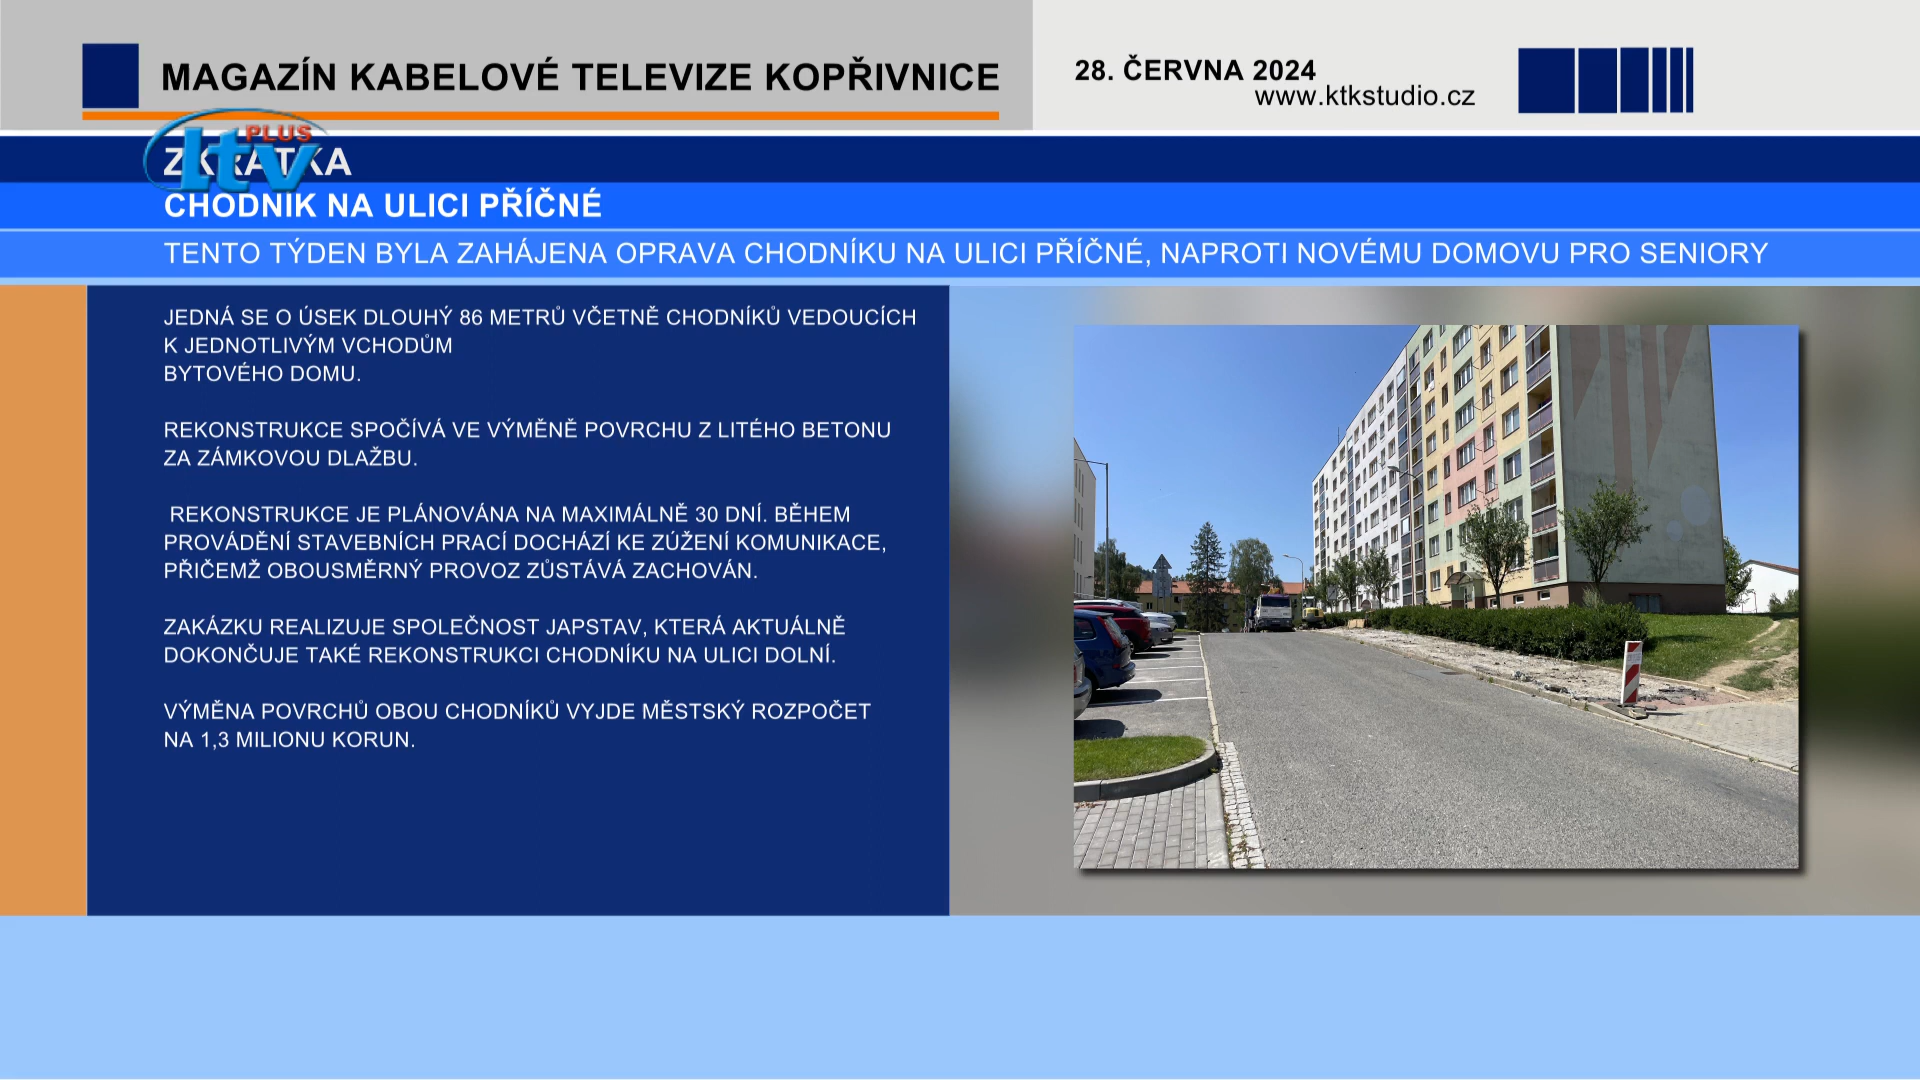 MAGAZÍN KABELOVÉ TELEVIZE KOPŘIVNICE
28. ČERVNA 2024
www.ktkstudio.cz
PLUS
ltv
ZKRÁTKA
CHODNÍK NA ULICI PŘÍČNÉ
TENTO TÝDEN BYLA ZAHÁJENA OPRAVA CHODNÍKU NA ULICI PŘÍČNÉ, NAPROTI NOVÉMU DOMOVU PRO SENIORY
JEDNÁ SE O ÚSEK DLOUHÝ 86 METRŮ VČETNĚ CHODNÍKŮ VEDOUCÍCH
K JEDNOTLIVÝM VCHODŮM
BYTOVÉHO DOMU.
REKONSTRUKCE SPOČÍVÁ VE VÝMĚNĚ POVRCHU Z LITÉHO BETONU
ZA ZÁMKOVOU DLAŽBU.
REKONSTRUKCE JE PLÁNOVÁNA NA MAXIMÁLNĚ 30 DNÍ. BĚHEM
PROVÁDĚNÍ STAVEBNÍCH PRACÍ DOCHÁZÍ KE ZÚŽENÍ KOMUNIKACE,
PŘIČEMŽ OBOUSMĚRNÝ PROVOZ ZŮSTÁVÁ ZACHOVÁN.
ZAKÁZKU REALIZUJE SPOLEČNOST JAPSTAV, KTERÁ AKTUÁLNĚ
DOKONČUJE TAKÉ REKONSTRUKCI CHODNÍKU NA ULICI DOLNÍ.
VÝMĚNA POVRCHŮ OBOU CHODNÍKŮ VYJDE MĚSTSKÝ ROZPOČET
NA 1,3 MILIONU KORUN.